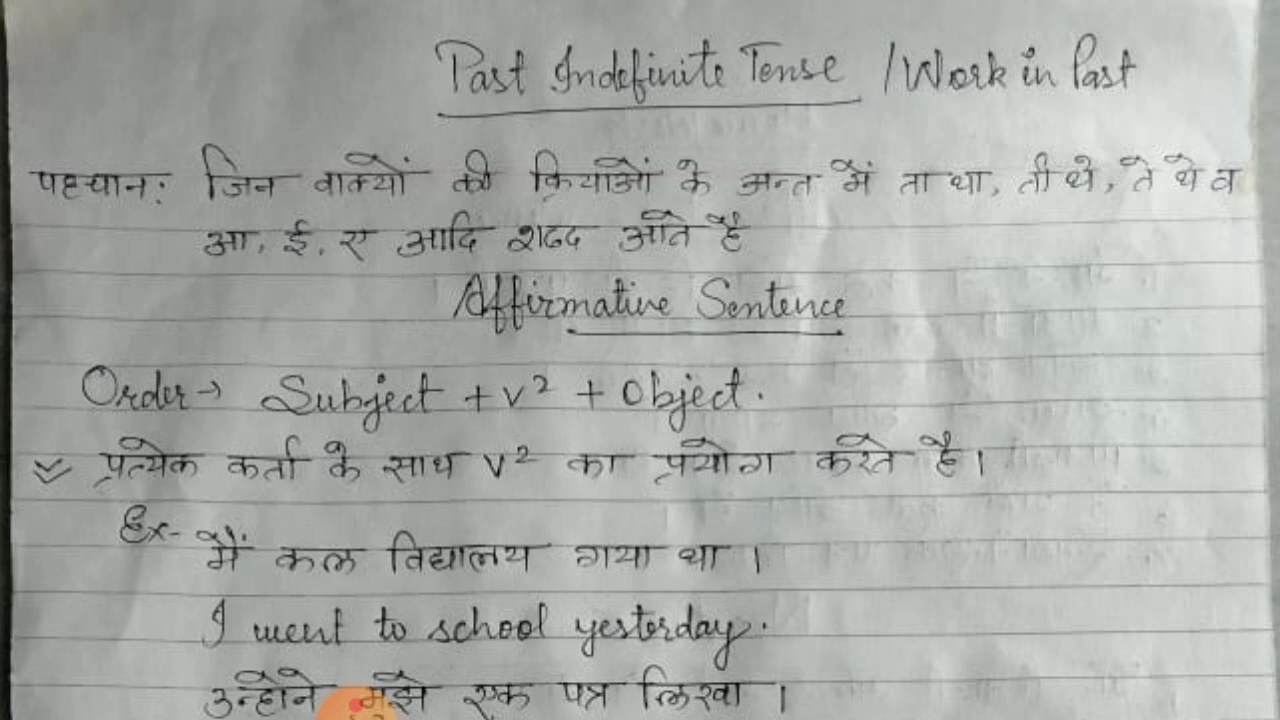 Past Indefinite Tense / Work in Past
पहचान: जिन वाक्यों की क्रियाओं के अन्त में ता था, ती थे, ते थे व
आ, ई, ए आदि शब्द आते है
Affirmative Sentence
Order → Subject + V² + Object.
प्रत्येक कर्ता के साथ V² का प्रयोग करते है।
Ex-
मैं कल विद्यालय गया था ।
I went to school yesterday.
उन्होंने मुझे एक पत्र लिखा ।